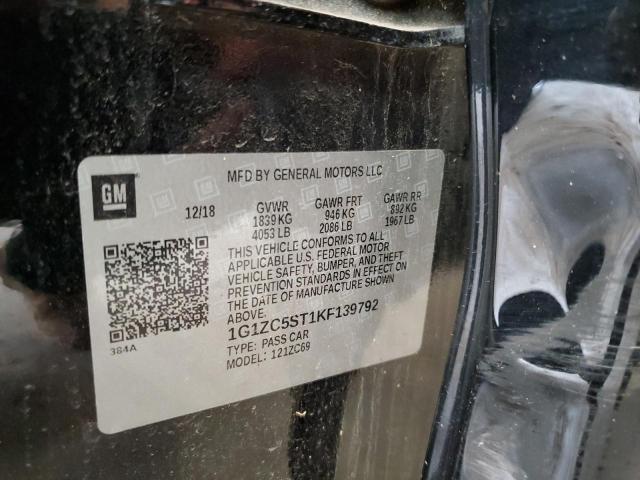 GM
MFD BY GENERAL MOTORS LLC
12/18 GVWR GAWR FRT GAWR RR
1839 KG 946 KG 892 KG
4053 LB 2086 LB 1967 LB
THIS VEHICLE CONFORMS TO ALL
APPLICABLE U.S. FEDERAL MOTOR
VEHICLE SAFETY, BUMPER, AND THEFT
PREVENTION STANDARDS IN EFFECT ON
THE DATE OF MANUFACTURE SHOWN
ABOVE.
1G1ZC5ST1KF139792
TYPE: PASS CAR
MODEL: 121ZC69
384A